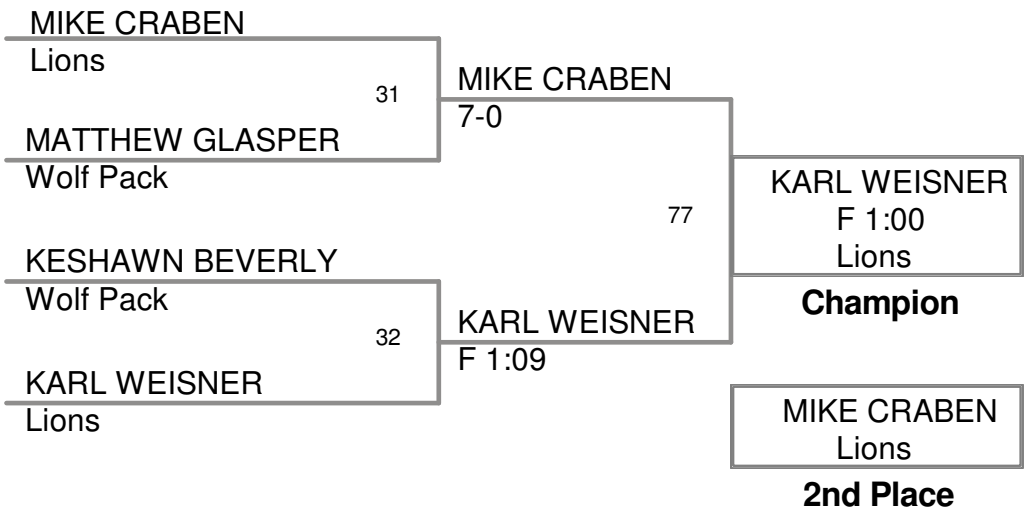 MIKE CRABEN
Lions
31
MATTHEW GLASPER
Wolf Pack
MIKE CRABEN
7-0
KESHAWN BEVERLY
Wolf Pack
32
KARL WEISNER
Lions
KARL WEISNER
F 1:09
77
KARL WEISNER
F 1:00
Lions
Champion
MIKE CRABEN
Lions
2nd Place